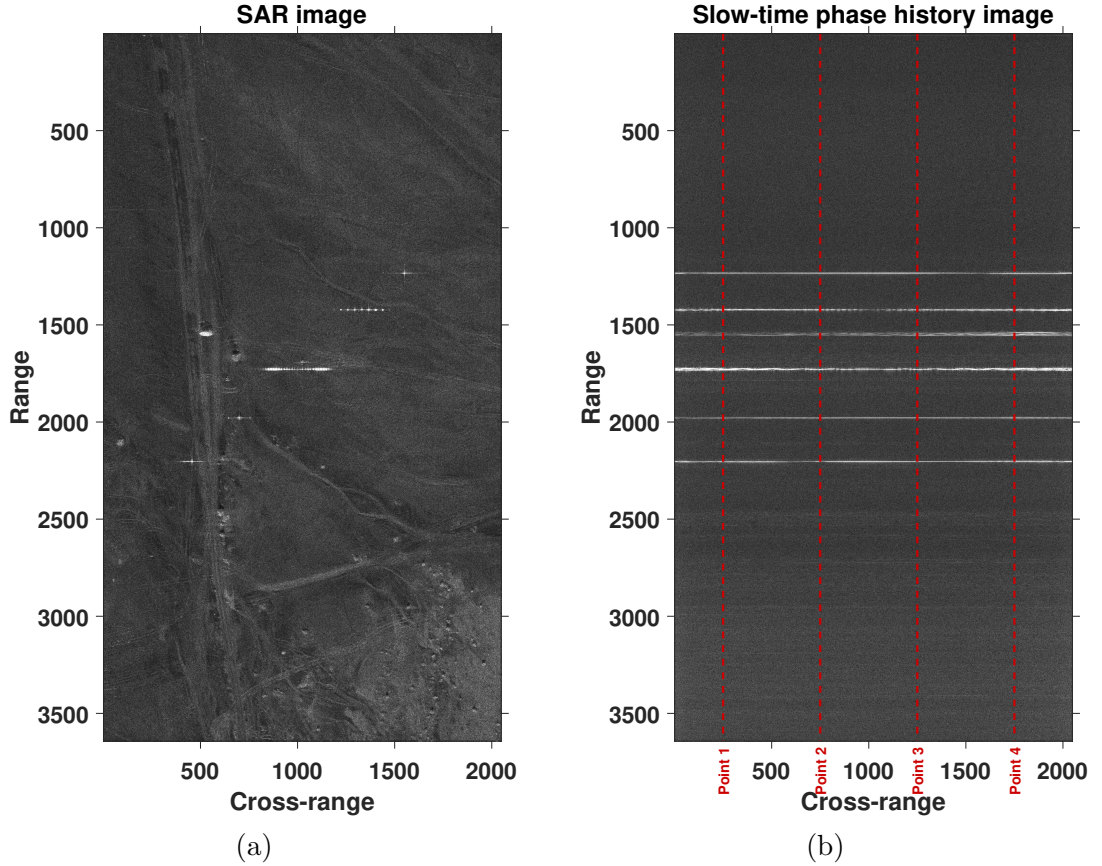 SAR image
500
1000
1500
2000
2500
3000
3500
Range
500 1000 1500 2000
Cross-range
(a)
Slow-time phase history image
500
1000
1500
2000
2500
3000
3500
Range
Point 1
Point 2
Point 3
Point 4
500 1000 1500 2000
Cross-range
(b)